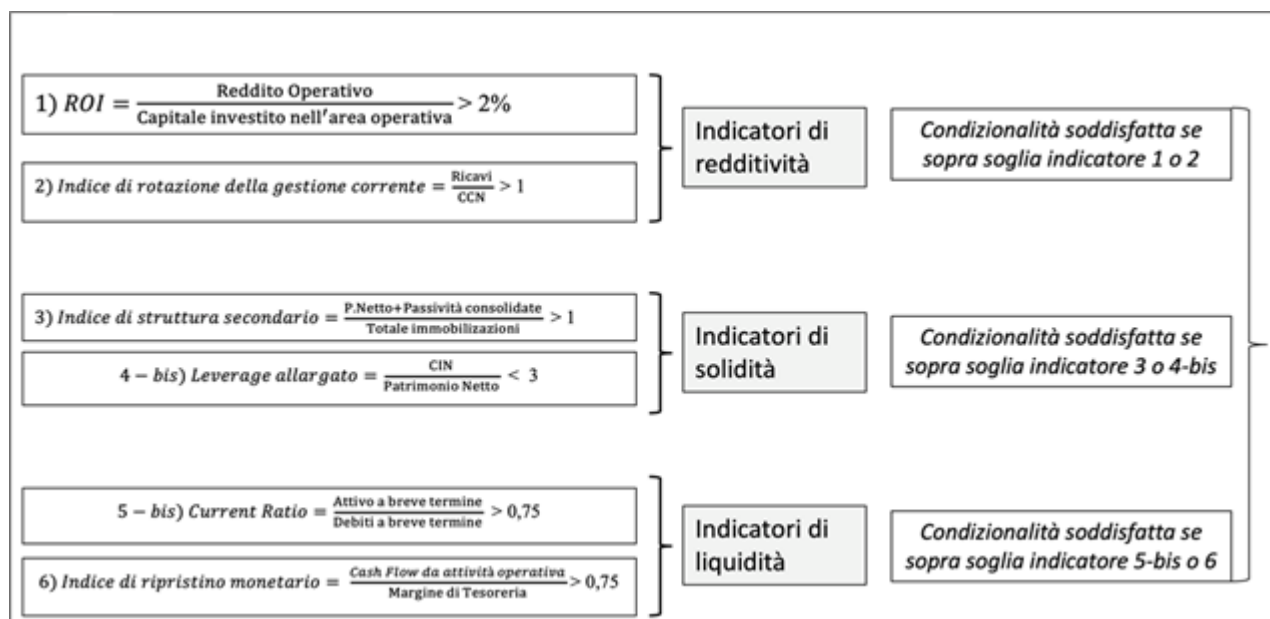 1) ROI = Reddito Operativo / Capitale investito nell'area operativa > 2%
2) Indice di rotazione della gestione corrente = Ricavi / CCN > 1
Indicatori di
redditività
Condizionalità soddisfatta se
sopra soglia indicatore 1 o 2
3) Indice di struttura secondario = P.Netto+Passività consolidate / Totale immobilizazioni > 1
4 − bis) Leverage allargato = CIN / Patrimonio Netto < 3
Indicatori di
solidità
Condizionalità soddisfatta se
sopra soglia indicatore 3 o 4-bis
5 − bis) Current Ratio = Attivo a breve termine / Debiti a breve termine > 0,75
6) Indice di ripristino monetario = Cash Flow da attività operativa / Margine di Tesoreria > 0,75
Indicatori di
liquidità
Condizionalità soddisfatta se
sopra soglia indicatore 5-bis o 6